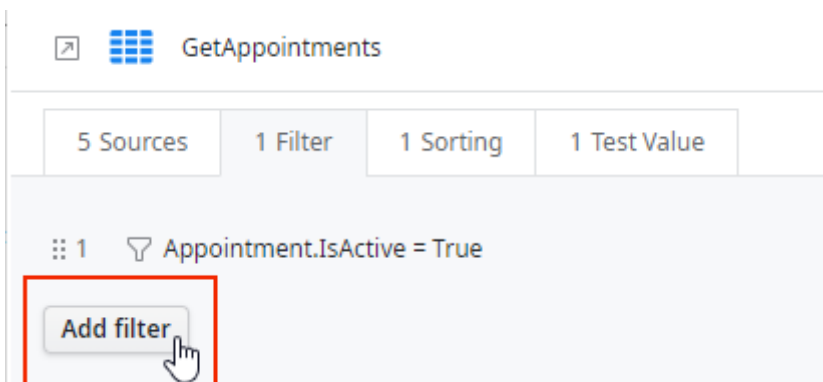 GetAppointments
5 Sources 1 Filter 1 Sorting 1 Test Value
1 Appointment.IsActive = True
Add filter